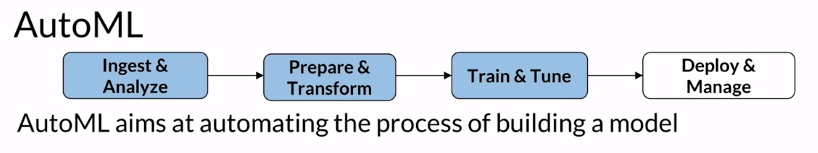 AutoML
Ingest &
Analyze
Prepare &
Transform
Train & Tune
Deploy &
Manage
AutoML aims at automating the process of building a model